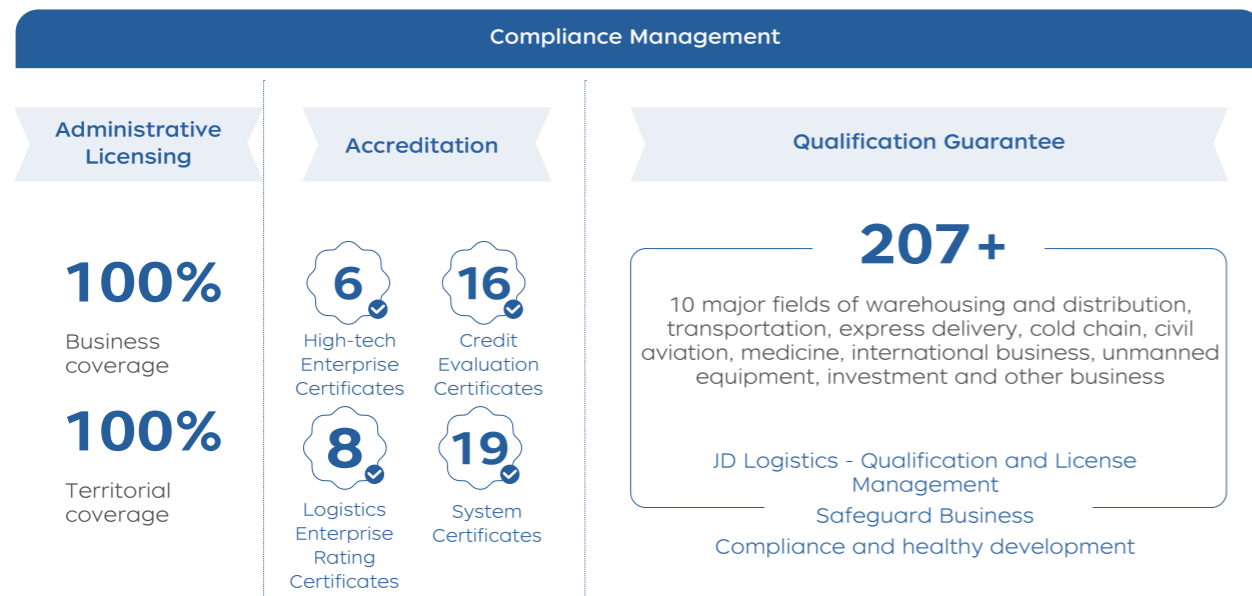 Compliance Management
Administrative
Licensing
100%
Business
coverage
100%
Territorial
coverage
Accreditation
6
High-tech
Enterprise
Certificates
16
Credit
Evaluation
Certificates
8
Logistics
Enterprise
Rating
Certificates
19
System
Certificates
Qualification Guarantee
207+
10 major fields of warehousing and distribution,
transportation, express delivery, cold chain, civil
aviation, medicine, international business, unmanned
equipment, investment and other business
JD Logistics - Qualification and License
Management
Safeguard Business
Compliance and healthy development